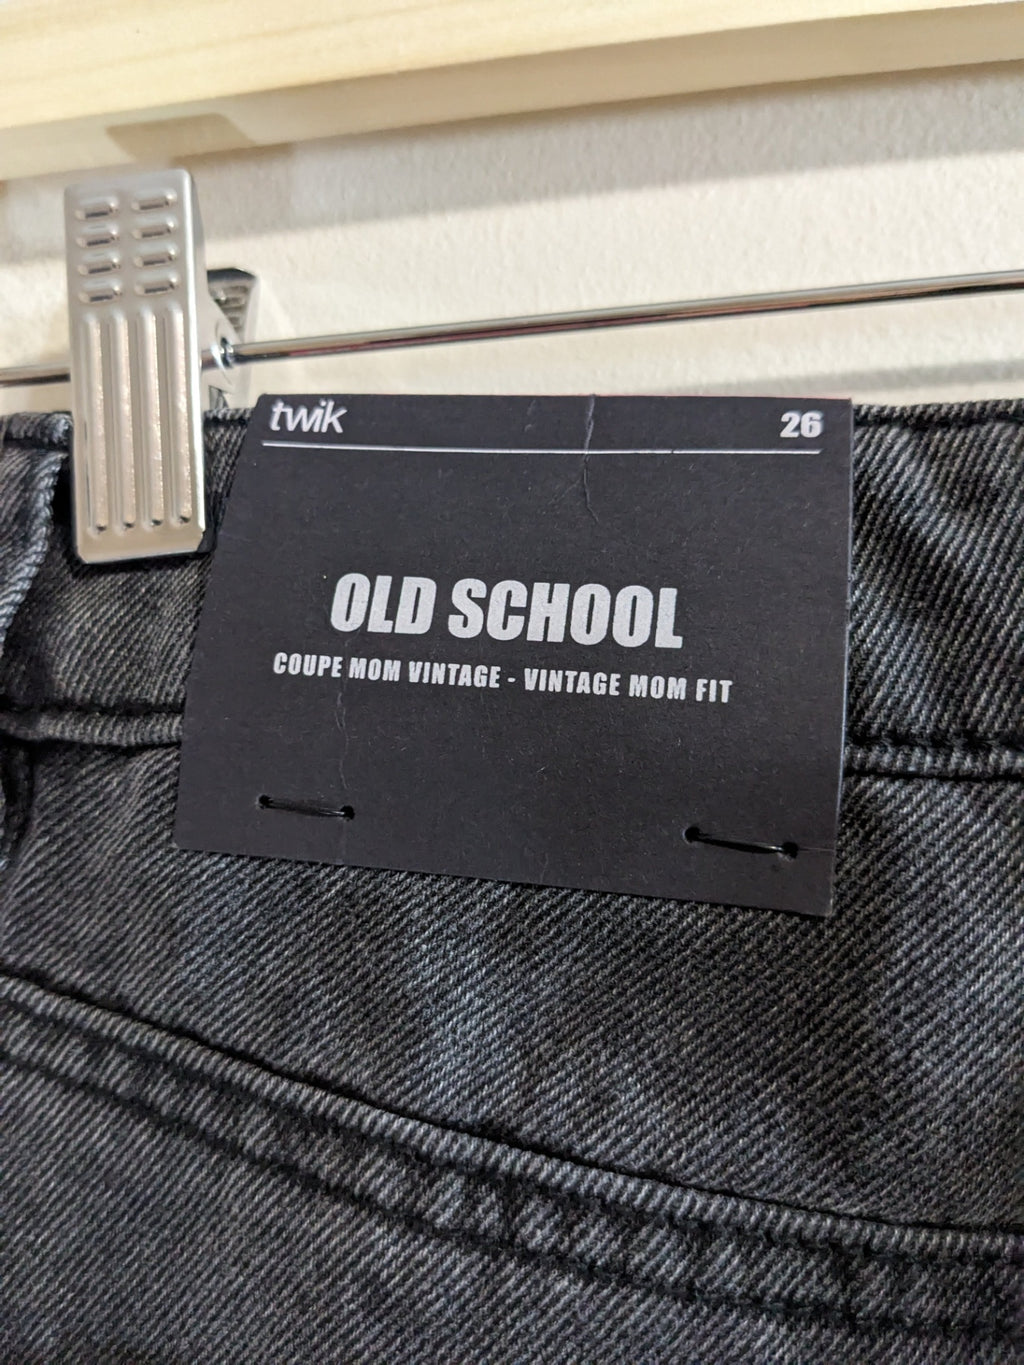 twik 26
OLD SCHOOL
COUPE MOM VINTAGE - VINTAGE MOM FIT